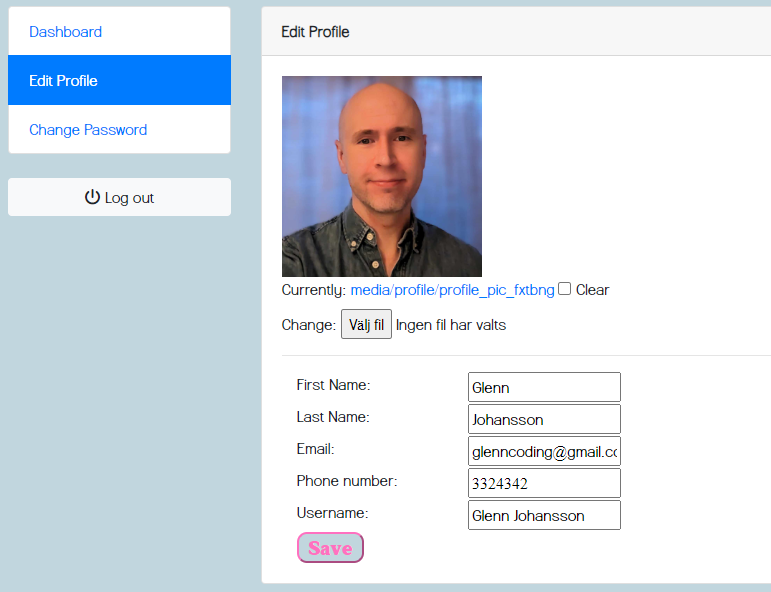 Dashboard
Edit Profile
Change Password
Log out
Edit Profile
Currently: media/profile/profile_pic_fxtbng Clear
Change: Välj fil Ingen fil har valts
First Name: Glenn
Last Name: Johansson
Email: glenncoding@gmail.cc
Phone number: 3324342
Username: Glenn Johansson
Save